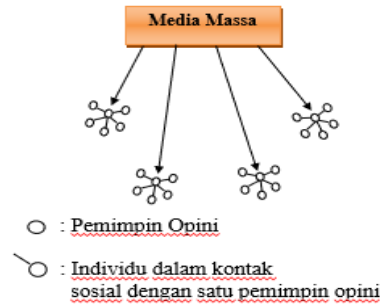 Media Massa
: Pemimpin Opini
: Individu dalam kontak
sosial dengan satu pemimpin opini